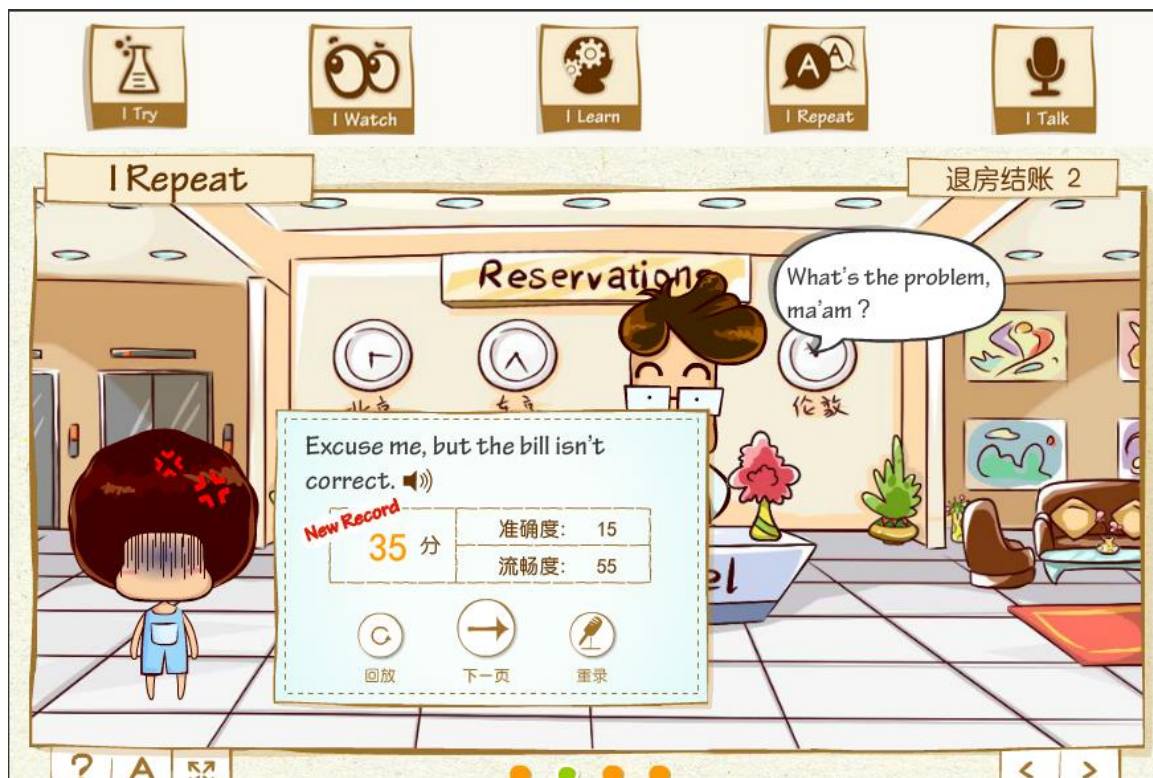 I Try
I Watch
I Learn
A A
I Repeat
I Talk
I Repeat
退房结账 2
Reservations
What's the problem,
ma'am ?
伦敦
Excuse me, but the bill isn't
correct.
New Record
35 分
准确度: 15
流畅度: 55
el
回放
下一页
重录
? A
< >